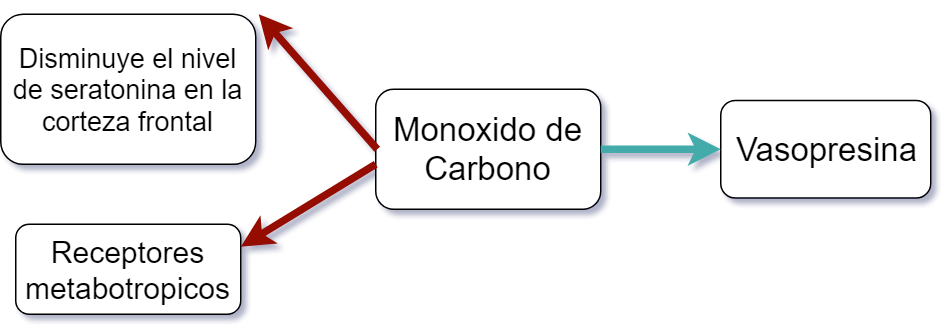 Disminuye el nivel
de seratonina en la
corteza frontal
Monoxido de
Carbono
Vasopresina
Receptores
metabotropicos